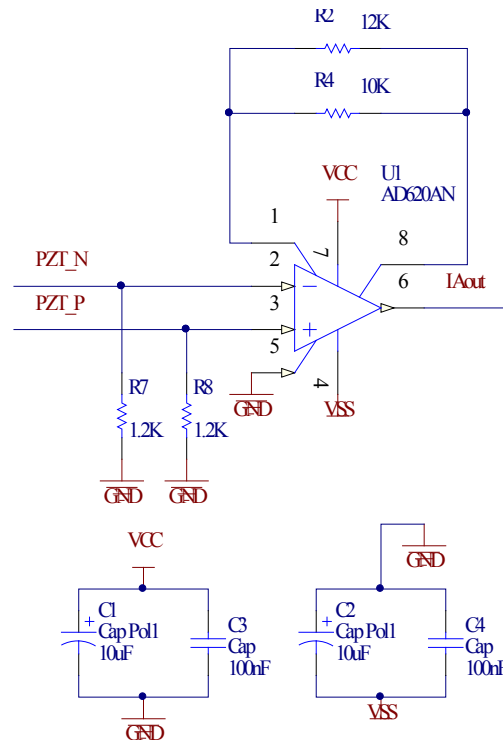 R2 12K
R4 10K
VCC
U1
AD620AN
1
7
8
2
PZT_N
6
IAout
3
PZT_P
5
4
GND
VSS
R7
R8
1.2K
1.2K
GND
GND
VCC
GND
C1
Cap Pol1
10uF
C3
Cap
100nF
C2
Cap Pol1
10uF
C4
Cap
100nF
GND
VSS